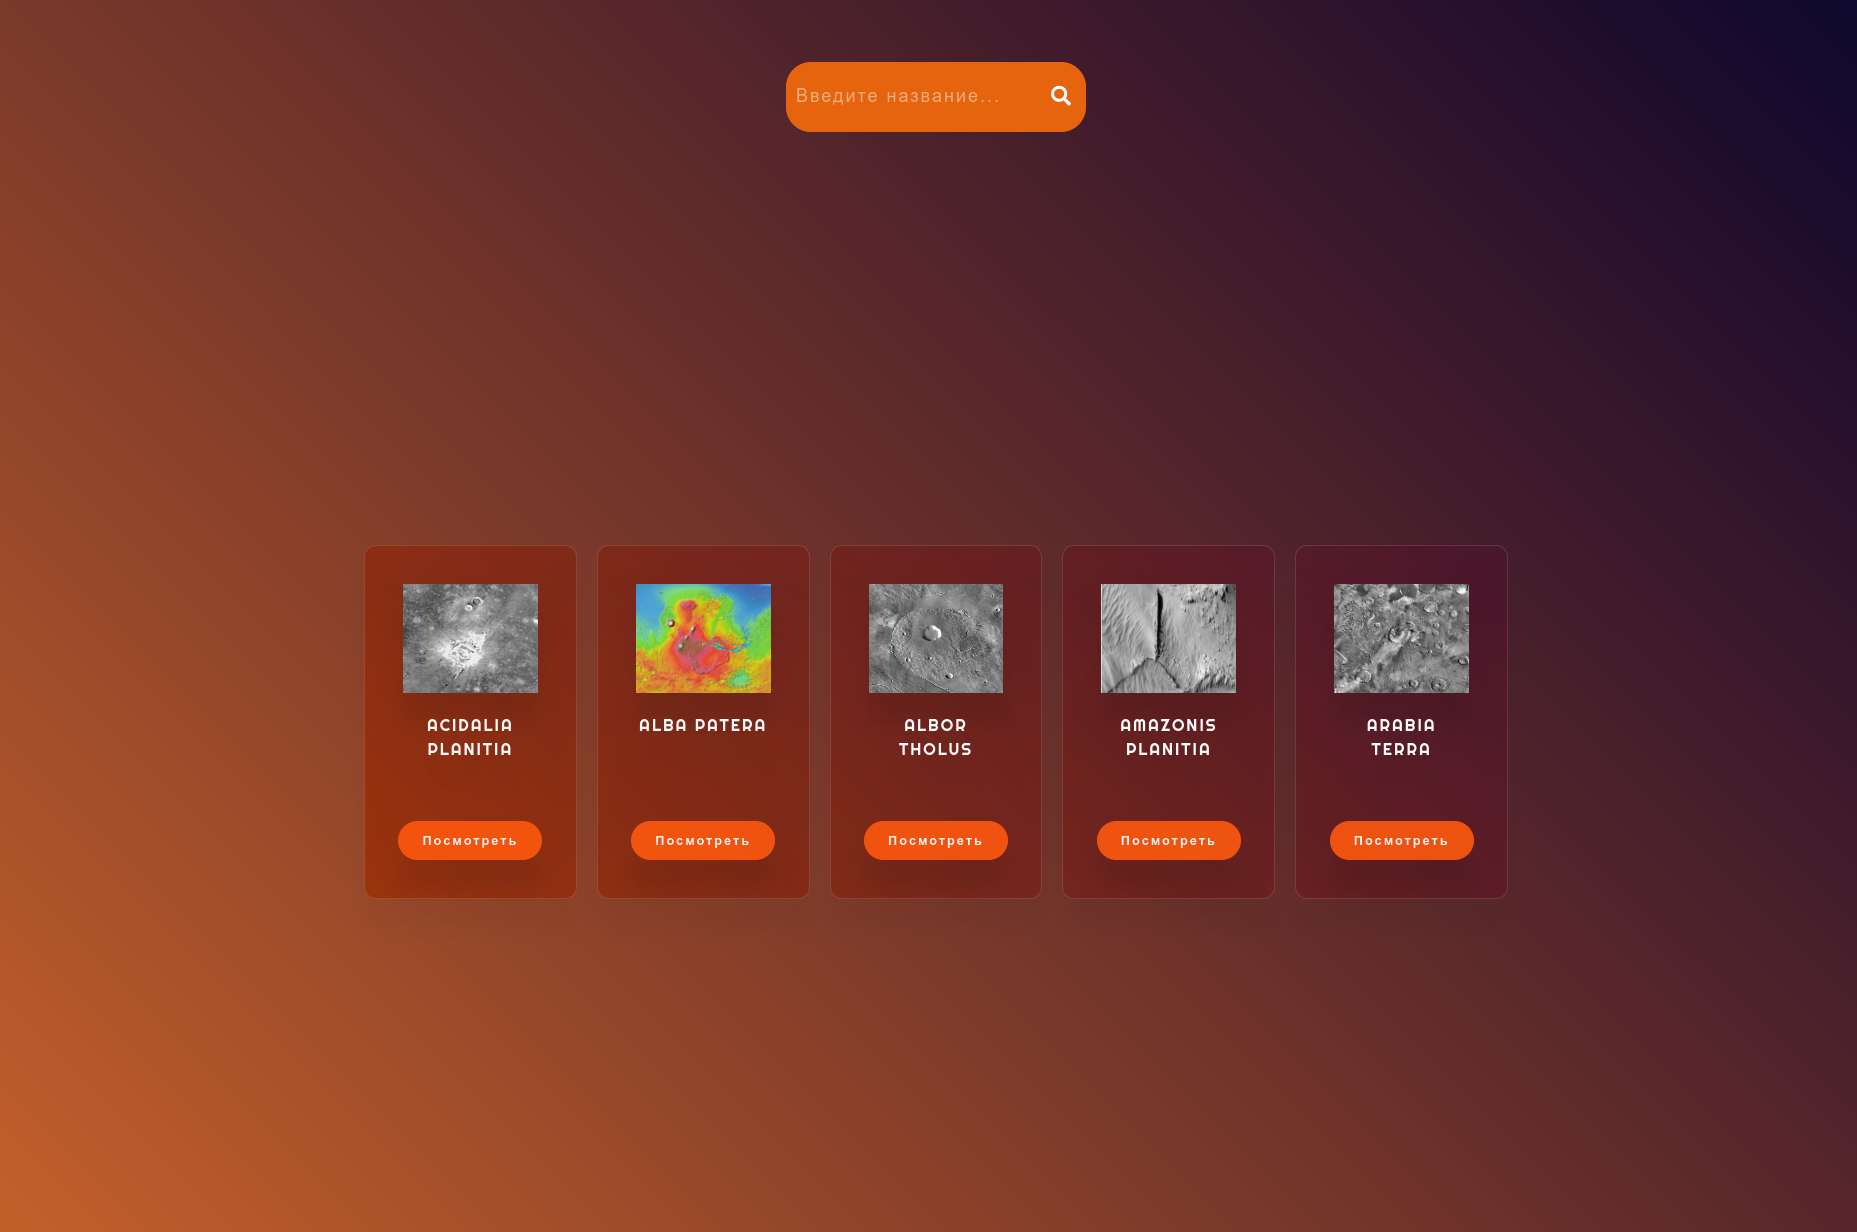 Введите название...
ACIDALIA
PLANITIA
ALBA PATERA
ALBOR
THOLUS
AMAZONIS
PLANITIA
ARABIA
TERRA
Посмотреть
Посмотреть
Посмотреть
Посмотреть
Посмотреть